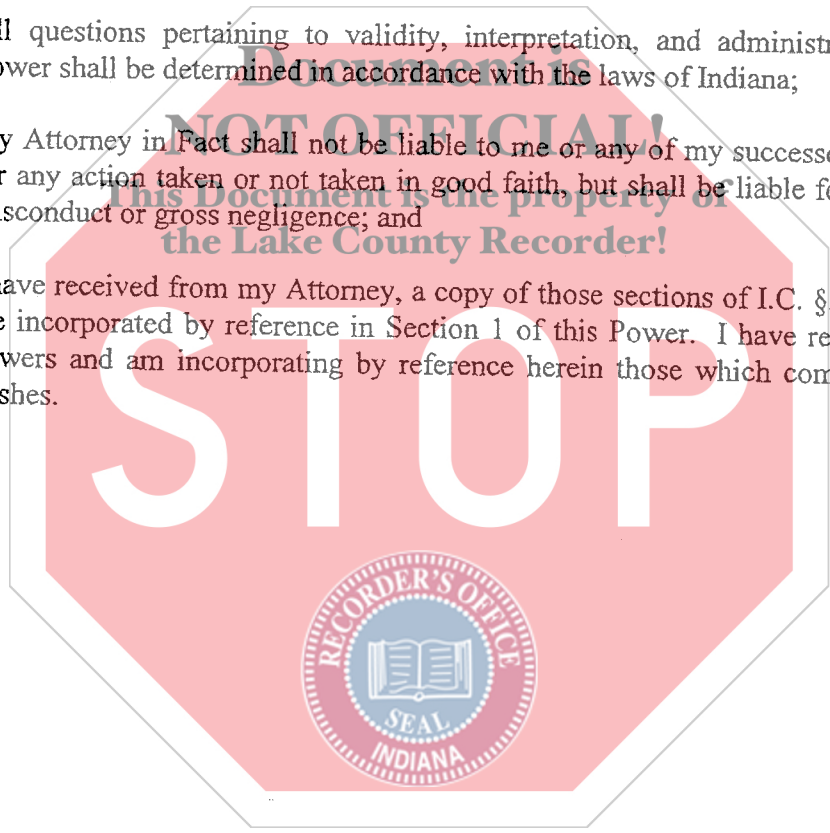 ll questions pertaining to validity, interpretation, and administr
ower shall be determined in accordance with the laws of Indiana;
y Attorney in Fact shall not be liable to me or any of my successo
r any action taken or not taken in good faith, but shall be liable fo
isconduct or gross negligence; and
ave received from my Attorney, a copy of those sections of I.C. §
e incorporated by reference in Section 1 of this Power. I have re
wers and am incorporating by reference herein those which com
shes.
Document is
NOT OFFICIAL!
This Document is the property of
the Lake County Recorder!
STOP
RECORDER'S OFFICE
SEAL
INDIANA